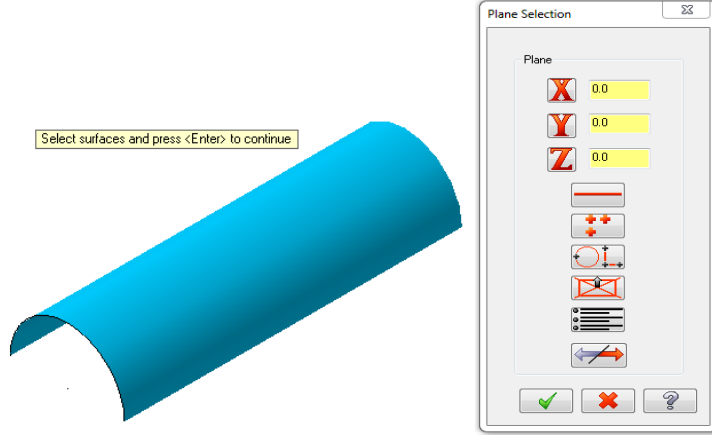 Plane Selection
Plane
X 0.0
Select surfaces and press <Enter> to continue
Y 0.0
Z 0.0
?